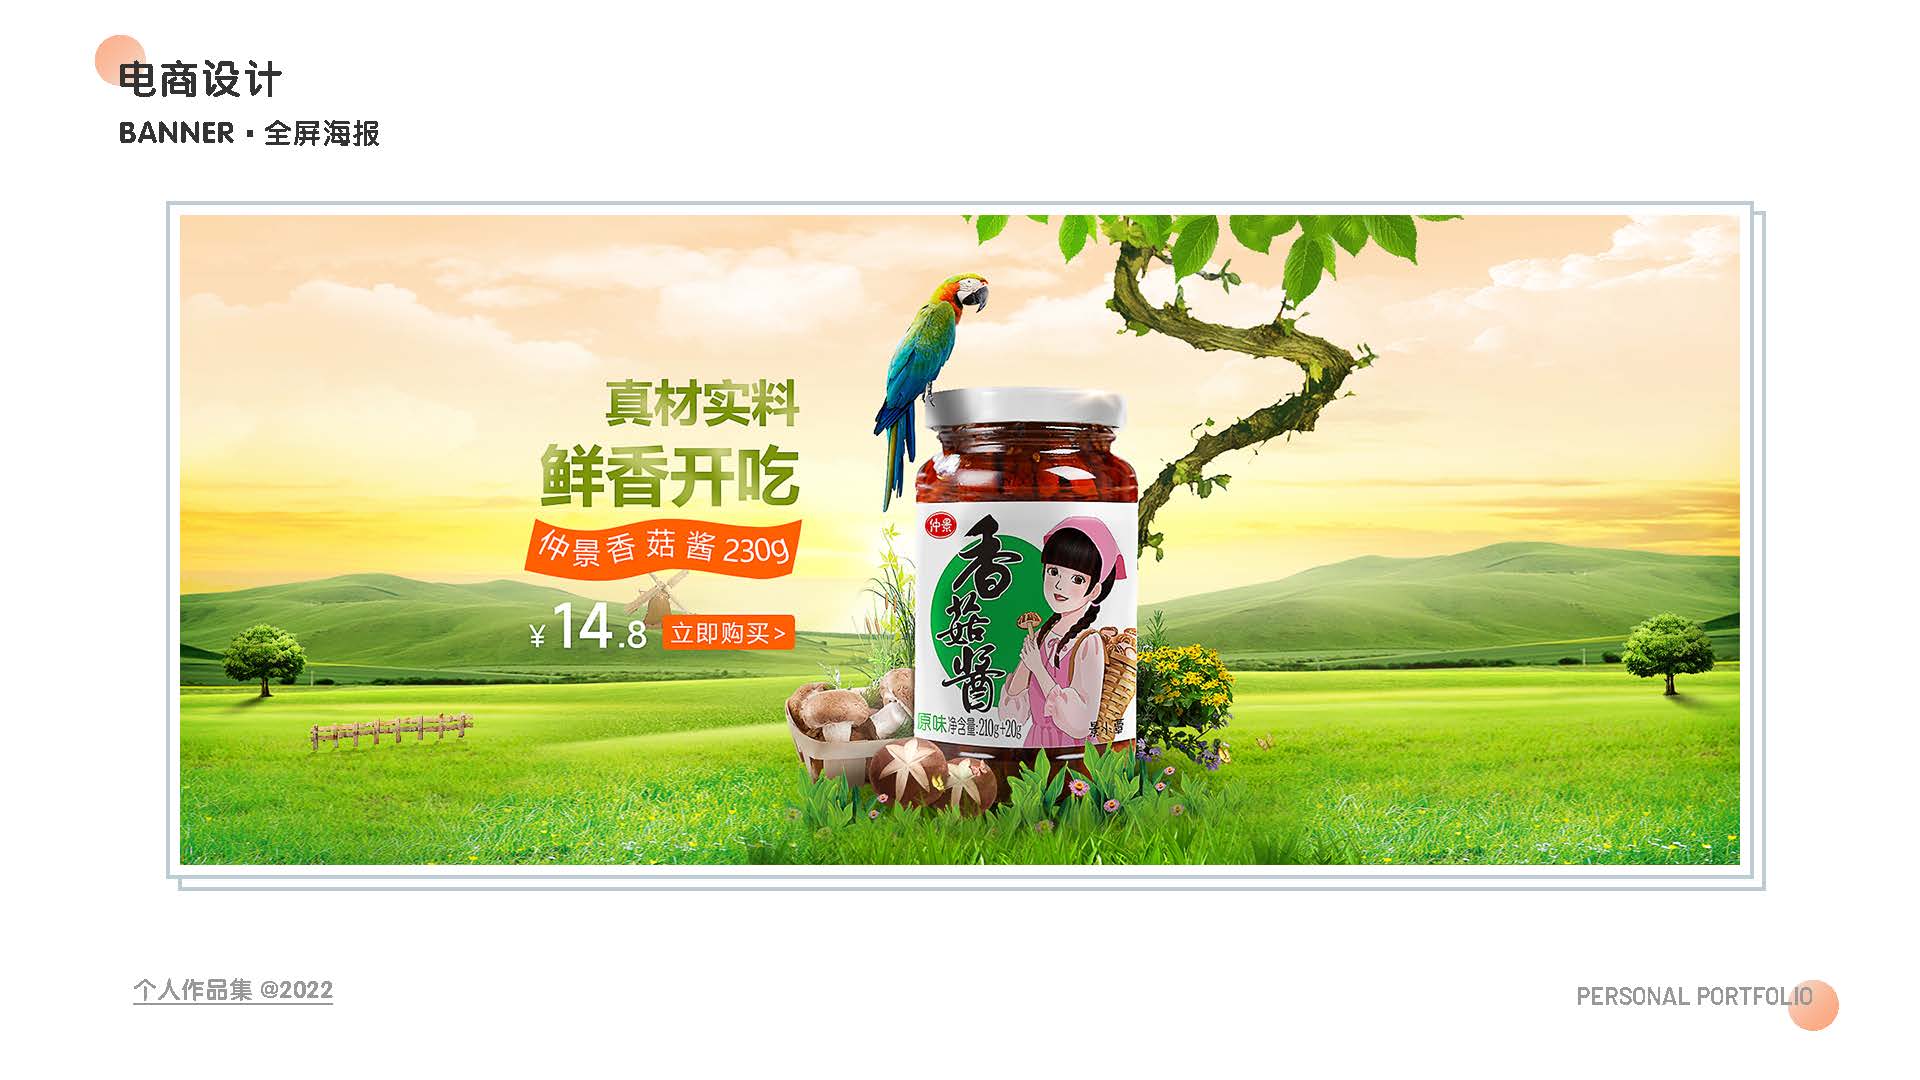 电商设计
BANNER · 全屏海报
真材实料
鲜香开吃
仲景香菇酱 230g
¥14.8 立即购买>
仲景
香菇醬
原味 净含量:210g+20g
个人作品集 @2022
PERSONAL PORTFOLIO